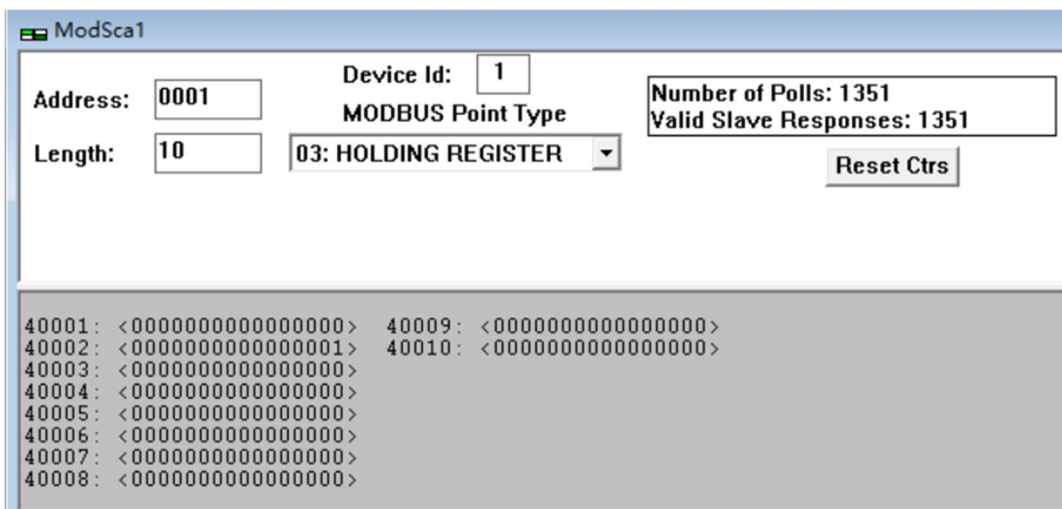 ModSca1
Address: 0001
Device Id: 1
MODBUS Point Type
Length: 10
03: HOLDING REGISTER
Number of Polls: 1351
Valid Slave Responses: 1351
Reset Ctrs
40001: <0000000000000000> 40009: <0000000000000000>
40002: <0000000000000001> 40010: <0000000000000000>
40003: <0000000000000000>
40004: <0000000000000000>
40005: <0000000000000000>
40006: <0000000000000000>
40007: <0000000000000000>
40008: <0000000000000000>